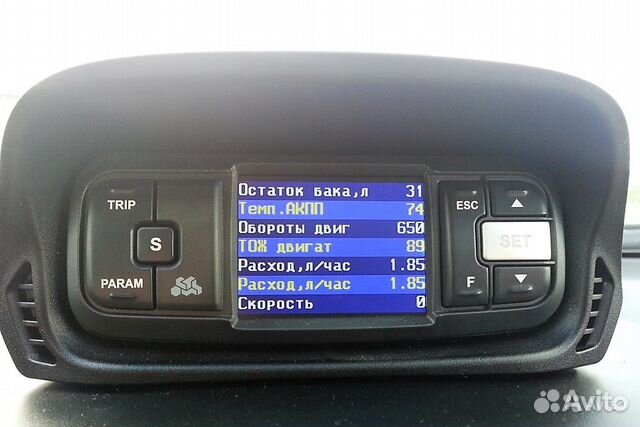 Остаток бака,л 31
Темп.АКПП 74
Обороты двиг 650
ТОЖ двигат 89
Расход,л/час 1.85
Расход,л/час 1.85
Скорость 0
TRIP
S
PARAM
ESC
SET
F
Avito